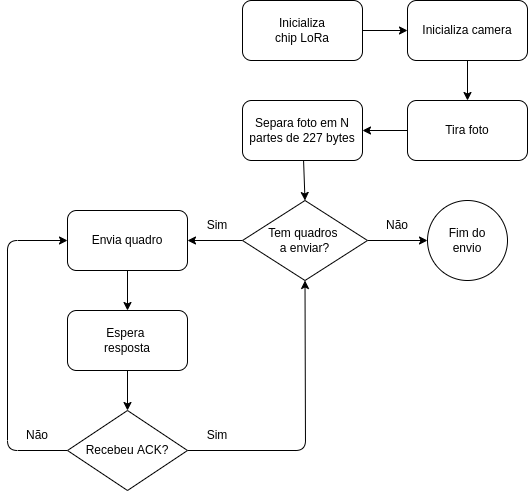 Inicializa
chip LoRa
Inicializa camera
Separa foto em N
partes de 227 bytes
Tira foto
Sim
Tem quadros
a enviar?
Não
Fim do
envio
Envia quadro
Espera
resposta
Não
Recebeu ACK?
Sim